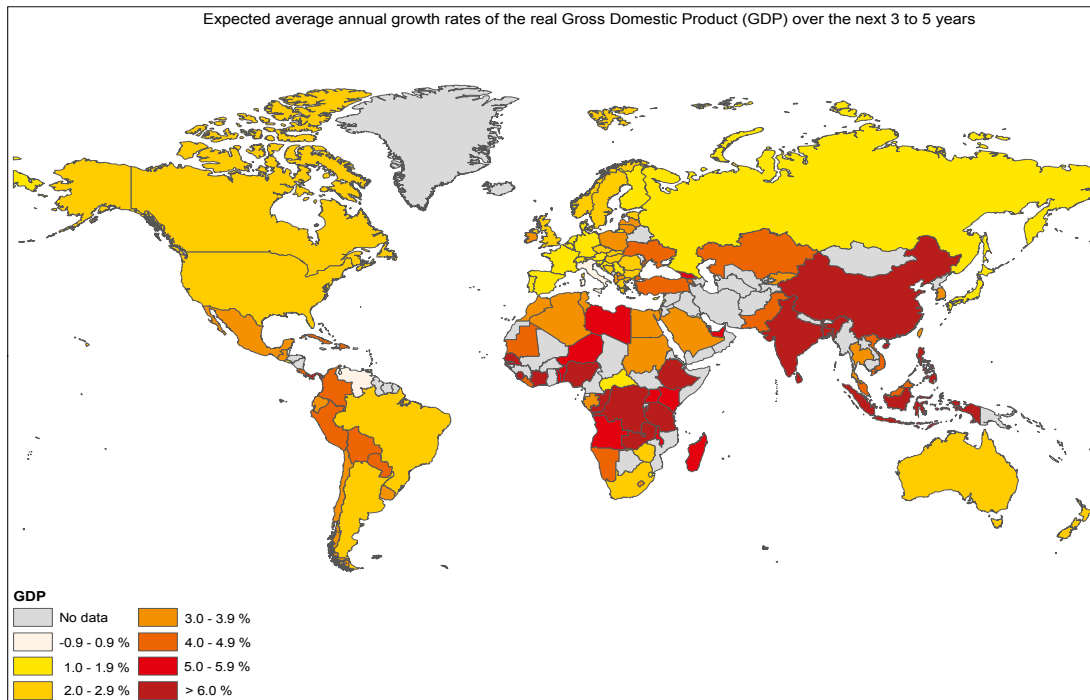 Expected average annual growth rates of the real Gross Domestic Product (GDP) over the next 3 to 5 years
GDP
No data
-0.9 - 0.9 %
1.0 - 1.9 %
2.0 - 2.9 %
3.0 - 3.9 %
4.0 - 4.9 %
5.0 - 5.9 %
> 6.0 %